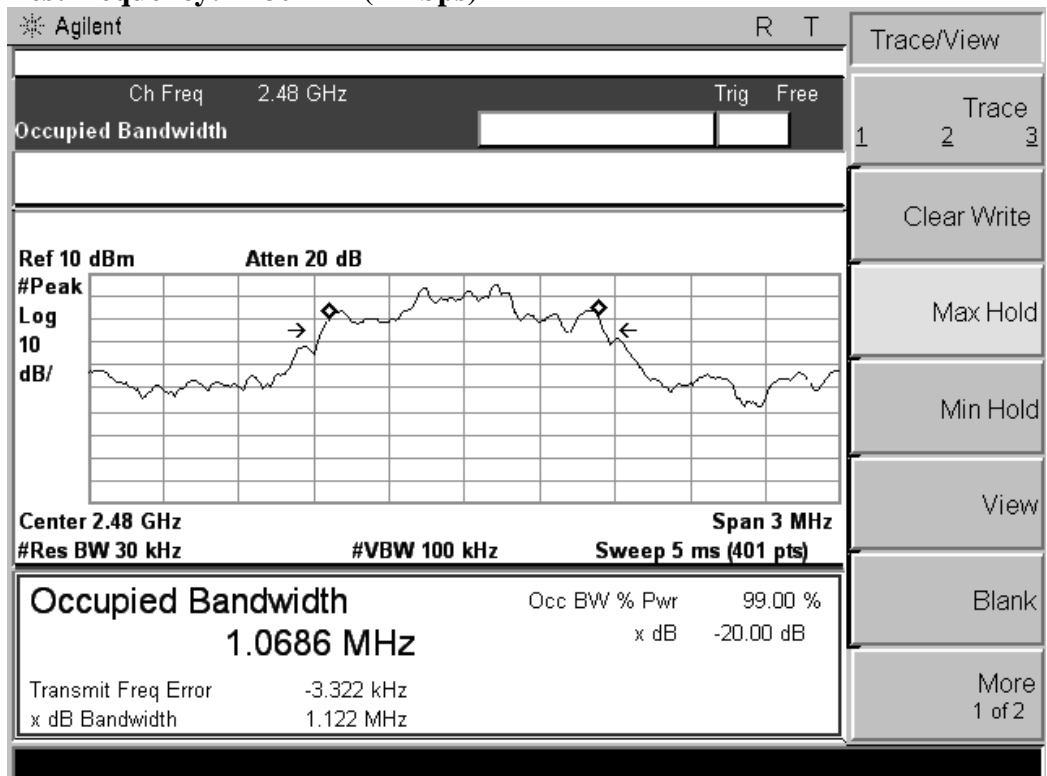 Agilent R T
Trace/View
Ch Freq 2.48 GHz Trig Free
Occupied Bandwidth
Trace
1 2 3
Clear Write
Max Hold
Min Hold
View
Blank
More
1 of 2
Ref 10 dBm Atten 20 dB
#Peak
Log
10
dB/
Center 2.48 GHz Span 3 MHz
#Res BW 30 kHz #VBW 100 kHz Sweep 5 ms (401 pts)
Occupied Bandwidth
1.0686 MHz
Occ BW % Pwr 99.00 %
x dB -20.00 dB
Transmit Freq Error -3.322 kHz
x dB Bandwidth 1.122 MHz